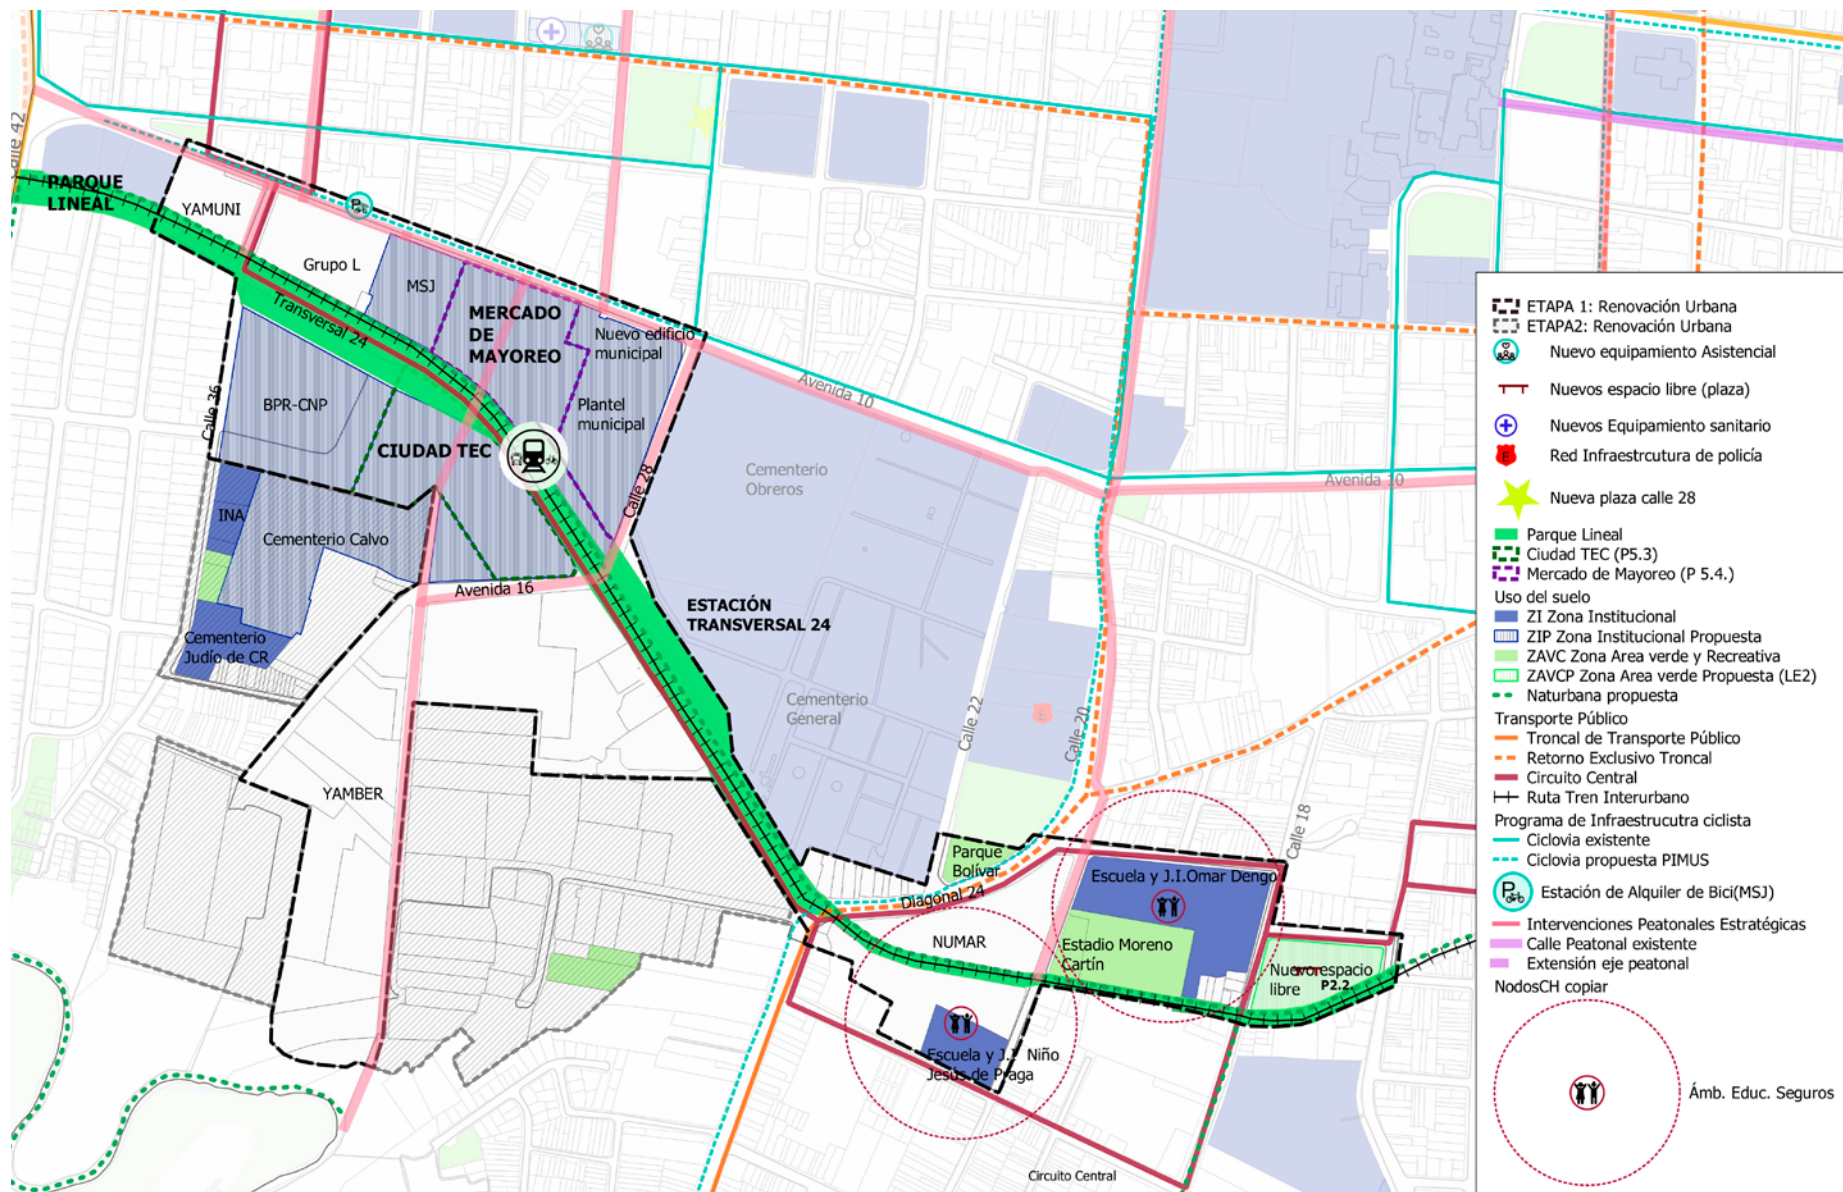 Calle 42
PARQUE
LINEAL
YAMUNI
Grupo L
MSJ
MERCADO
DE
MAYOREO
Nuevo edificio
municipal
Transversal 24
Plantel
municipal
BPR-CNP
Calle 36
CIUDAD TEC
Calle 28
INA
Cementerio Calvo
Avenida 16
Cementerio
Judío de CR
YAMBER
ESTACIÓN
TRANSVERSAL 24
Avenida 10
Cementerio
Obreros
Avenida 10
Cementerio
General
Calle 22
E
Calle 20
Calle 18
Parque
Bolívar
Diagonal 24
Escuela y J.I.Omar Dengo
NUMAR
Estadio Moreno
Cartín
Nuevo espacio
libre
P2.2.
Escuela y J.I. Niño
Jesús de Praga
Circuito Central
ETAPA 1: Renovación Urbana
ETAPA2: Renovación Urbana
Nuevo equipamiento Asistencial
Nuevos espacio libre (plaza)
Nuevos Equipamiento sanitario
E
Red Infraestrcutura de policía
Nueva plaza calle 28
Parque Lineal
Ciudad TEC (P5.3)
Mercado de Mayoreo (P 5.4.)
Uso del suelo
ZI Zona Institucional
ZIP Zona Institucional Propuesta
ZAVC Zona Area verde y Recreativa
ZAVCP Zona Area verde Propuesta (LE2)
Naturbana propuesta
Transporte Público
Troncal de Transporte Público
Retorno Exclusivo Troncal
Circuito Central
Ruta Tren Interurbano
Programa de Infraestrucutra ciclista
Ciclovia existente
Ciclovia propuesta PIMUS
P
Estación de Alquiler de Bici(MSJ)
Intervenciones Peatonales Estratégicas
Calle Peatonal existente
Extensión eje peatonal
NodosCH copiar
Ámb. Educ. Seguros